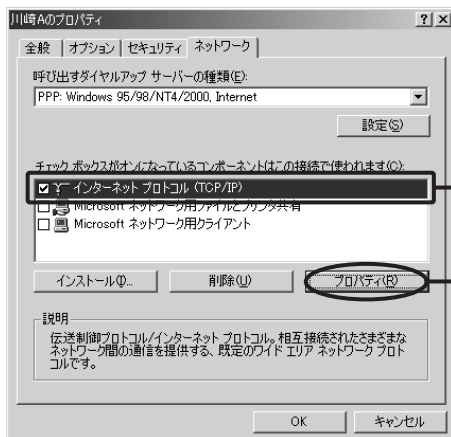 川崎Aのプロパティ
全般 オプション セキュリティ ネットワーク
呼び出すダイヤルアップ サーバーの種類(E):
PPP: Windows 95/98/NT4/2000, Internet
設定(S)
チェック ボックスがオンになっているコンポーネントはこの接続で使われます(C):
インターネット プロトコル (TCP/IP)
Microsoft ネットワーク用ファイルとプリンタ共有
Microsoft ネットワーク用クライアント
インストール(I)... 削除(U) プロパティ(R)
説明
伝送制御プロトコル/インターネット プロトコル。相互接続されたさまざまな
ネットワーク間の通信を提供する、既定のワイド エリア ネットワーク プロト
コルです。
OK キャンセル